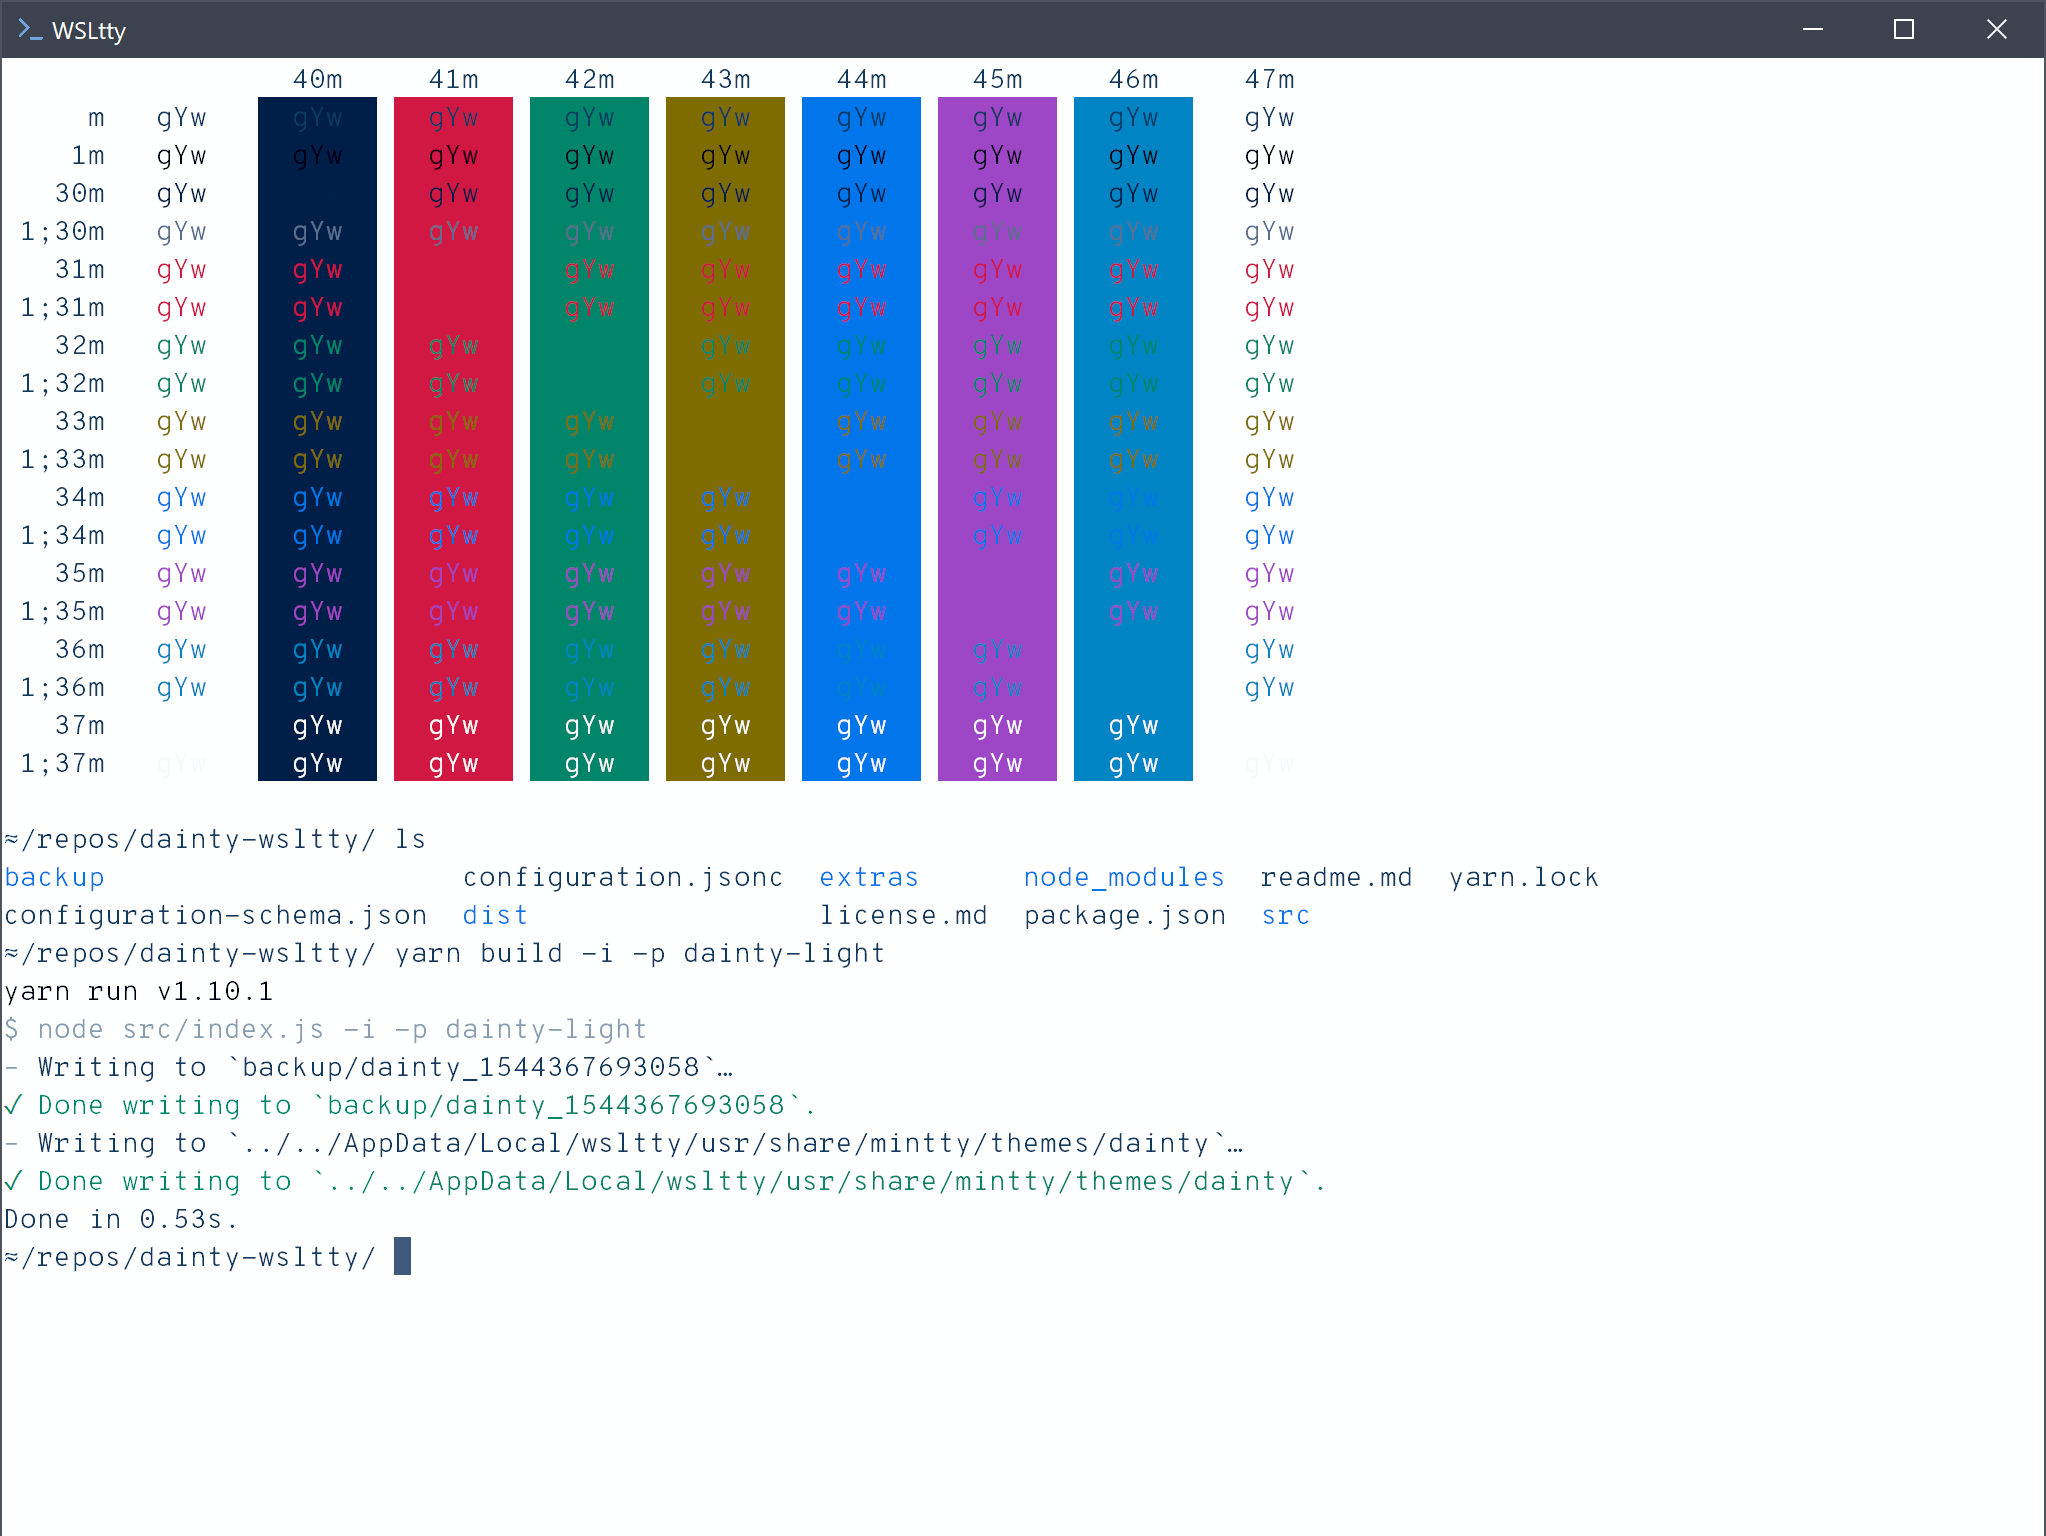 WSLtty
40m 41m 42m 43m 44m 45m 46m 47m
m gYw gYw gYw gYw gYw gYw gYw gYw gYw
1m gYw gYw gYw gYw gYw gYw gYw gYw gYw
30m gYw gYw gYw gYw gYw gYw gYw gYw
1;30m gYw gYw gYw gYw gYw gYw gYw gYw gYw
31m gYw gYw gYw gYw gYw gYw gYw gYw
1;31m gYw gYw gYw gYw gYw gYw gYw gYw
32m gYw gYw gYw gYw gYw gYw gYw gYw
1;32m gYw gYw gYw gYw gYw gYw gYw gYw
33m gYw gYw gYw gYw gYw gYw gYw gYw
1;33m gYw gYw gYw gYw gYw gYw gYw gYw
34m gYw gYw gYw gYw gYw gYw gYw gYw
1;34m gYw gYw gYw gYw gYw gYw gYw gYw
35m gYw gYw gYw gYw gYw gYw gYw gYw
1;35m gYw gYw gYw gYw gYw gYw gYw gYw
36m gYw gYw gYw gYw gYw gYw gYw gYw
1;36m gYw gYw gYw gYw gYw gYw gYw gYw
37m gYw gYw gYw gYw gYw gYw gYw
1;37m gYw gYw gYw gYw gYw gYw gYw gYw gYw
≈/repos/dainty-wsltty/ ls
backup configuration.jsonc extras node_modules readme.md yarn.lock
configuration-schema.json dist license.md package.json src
≈/repos/dainty-wsltty/ yarn build -i -p dainty-light
yarn run v1.10.1
$ node src/index.js -i -p dainty-light
- Writing to `backup/dainty_1544367693058`…
✓ Done writing to `backup/dainty_1544367693058`.
- Writing to `../../AppData/Local/wsltty/usr/share/mintty/themes/dainty`…
✓ Done writing to `../../AppData/Local/wsltty/usr/share/mintty/themes/dainty`.
Done in 0.53s.
≈/repos/dainty-wsltty/